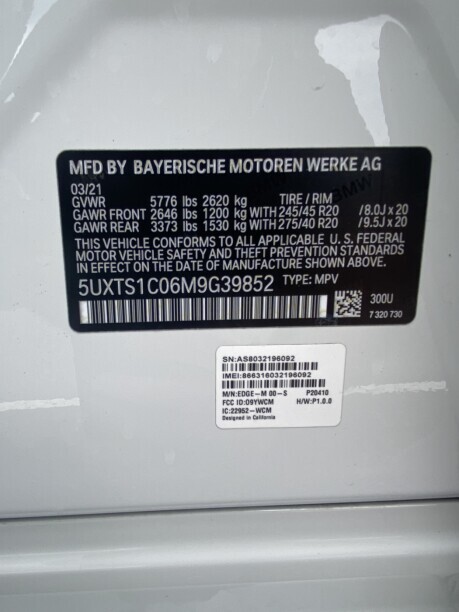 MFD BY BAYERISCHE MOTOREN WERKE AG
03/21
GVWR 5776 lbs 2620 kg TIRE / RIM
GAWR FRONT 2646 lbs 1200 kg WITH 245/45 R20 /8.0J x 20
GAWR REAR 3373 lbs 1530 kg WITH 275/40 R20 /9.5J x 20
THIS VEHICLE CONFORMS TO ALL APPLICABLE U. S. FEDERAL
MOTOR VEHICLE SAFETY AND THEFT PREVENTION STANDARDS
IN EFFECT ON THE DATE OF MANUFACTURE SHOWN ABOVE.
5UXTS1C06M9G39852 TYPE: MPV
300U
7 320 730
SN:AS8032196092
IMEI:866316032196092
M/N:EDGE-M 00-S P20410
FCC ID:O9YWCM H/W:P1.0.0
IC:22952-WCM
Designed in California